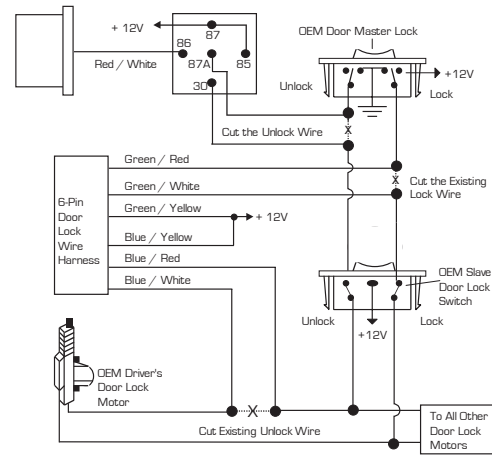 + 12V
87
86
87A
85
30
Red / White
OEM Door Master Lock
+12V
Unlock
Lock
Cut the Unlock Wire
X
Green / Red
Green / White
X
Cut the Existing
Lock Wire
Green / Yellow
+ 12V
Blue / Yellow
Blue / Red
Blue / White
6-Pin
Door
Lock
Wire
Harness
OEM Slave
Door Lock
Switch
Unlock
Lock
+12V
OEM Driver's
Door Lock
Motor
X
Cut Existing Unlock Wire
To All Other
Door Lock
Motors